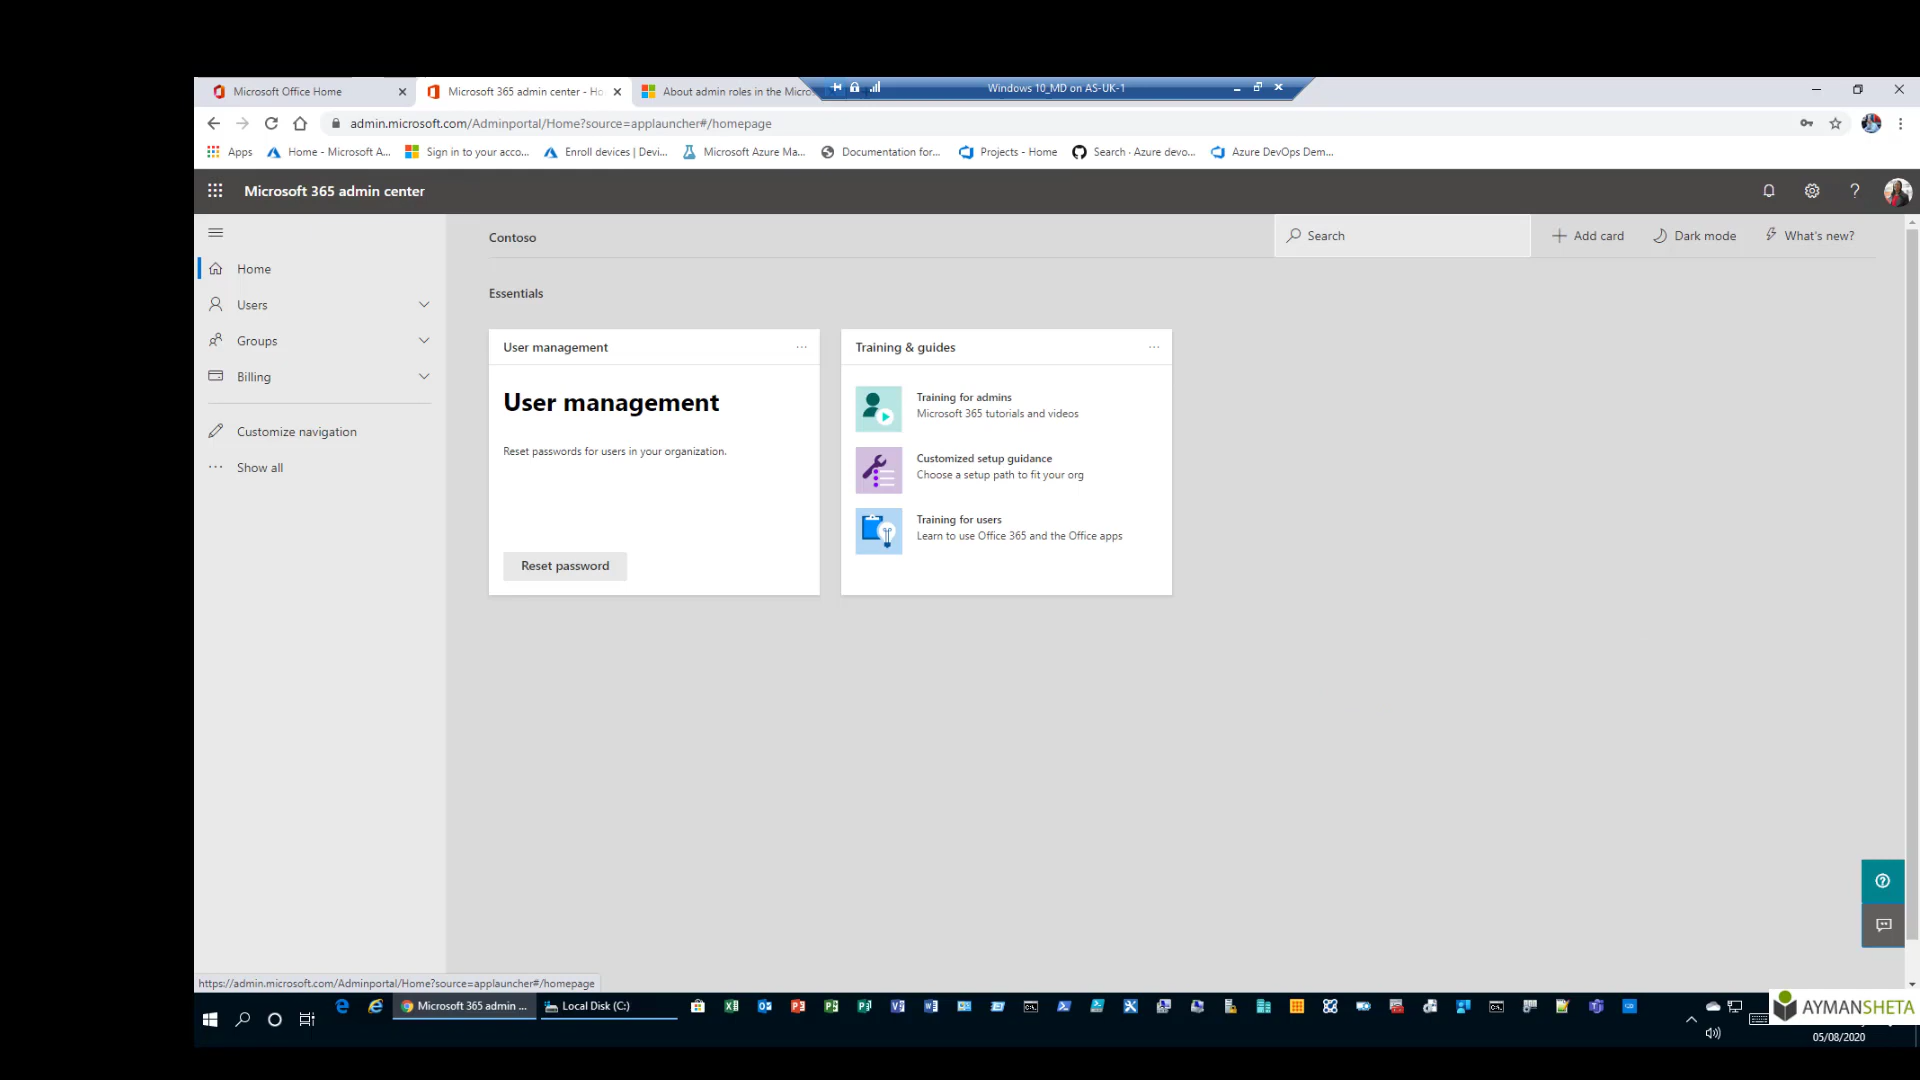 Microsoft Office Home
Microsoft 365 admin center - Ho
About admin roles in the Micro
Windows 10_MD on AS-UK-1
admin.microsoft.com/Adminportal/Home?source=applauncher#/homepage
Apps
Home - Microsoft A...
Sign in to your acco...
Enroll devices | Devi...
Microsoft Azure Ma...
Documentation for...
Projects - Home
Search · Azure devo...
Azure DevOps Dem...
Microsoft 365 admin center
Contoso
Search
Add card
Dark mode
What's new?
Home
Users
Groups
Billing
Customize navigation
Show all
Essentials
User management
User management
Reset passwords for users in your organization.
Reset password
Training & guides
Training for admins
Microsoft 365 tutorials and videos
Customized setup guidance
Choose a setup path to fit your org
Training for users
Learn to use Office 365 and the Office apps
https://admin.microsoft.com/Adminportal/Home?source=applauncher#/homepage
Microsoft 365 admin ...
Local Disk (C:)
AYMANSHETA
05/08/2020